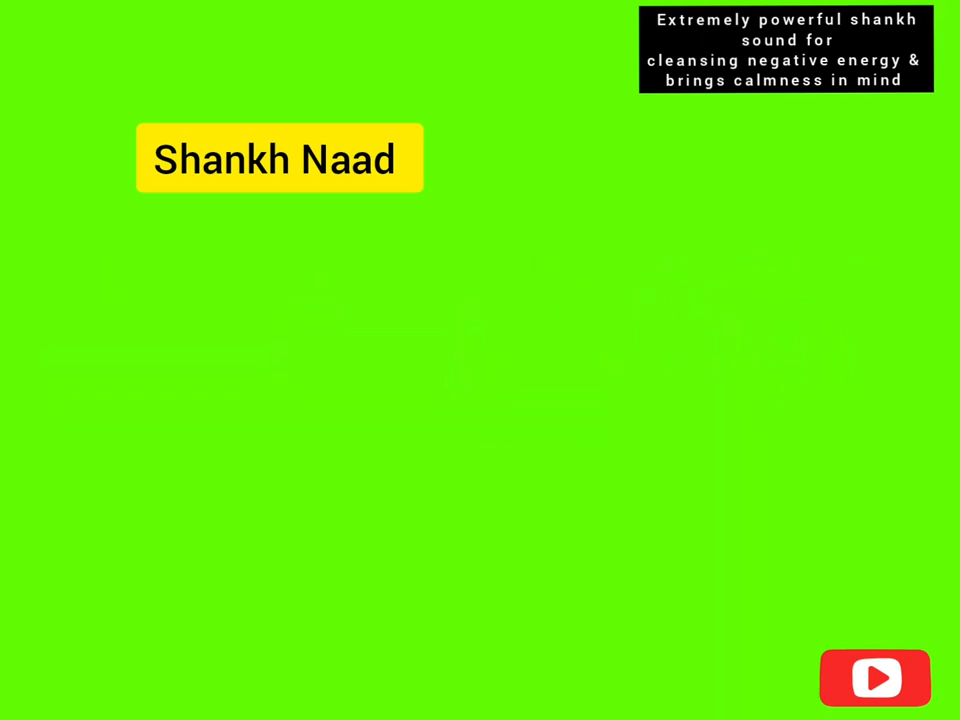 Extremely powerful shankh
sound for
cleansing negative energy &
brings calmness in mind
Shankh Naad